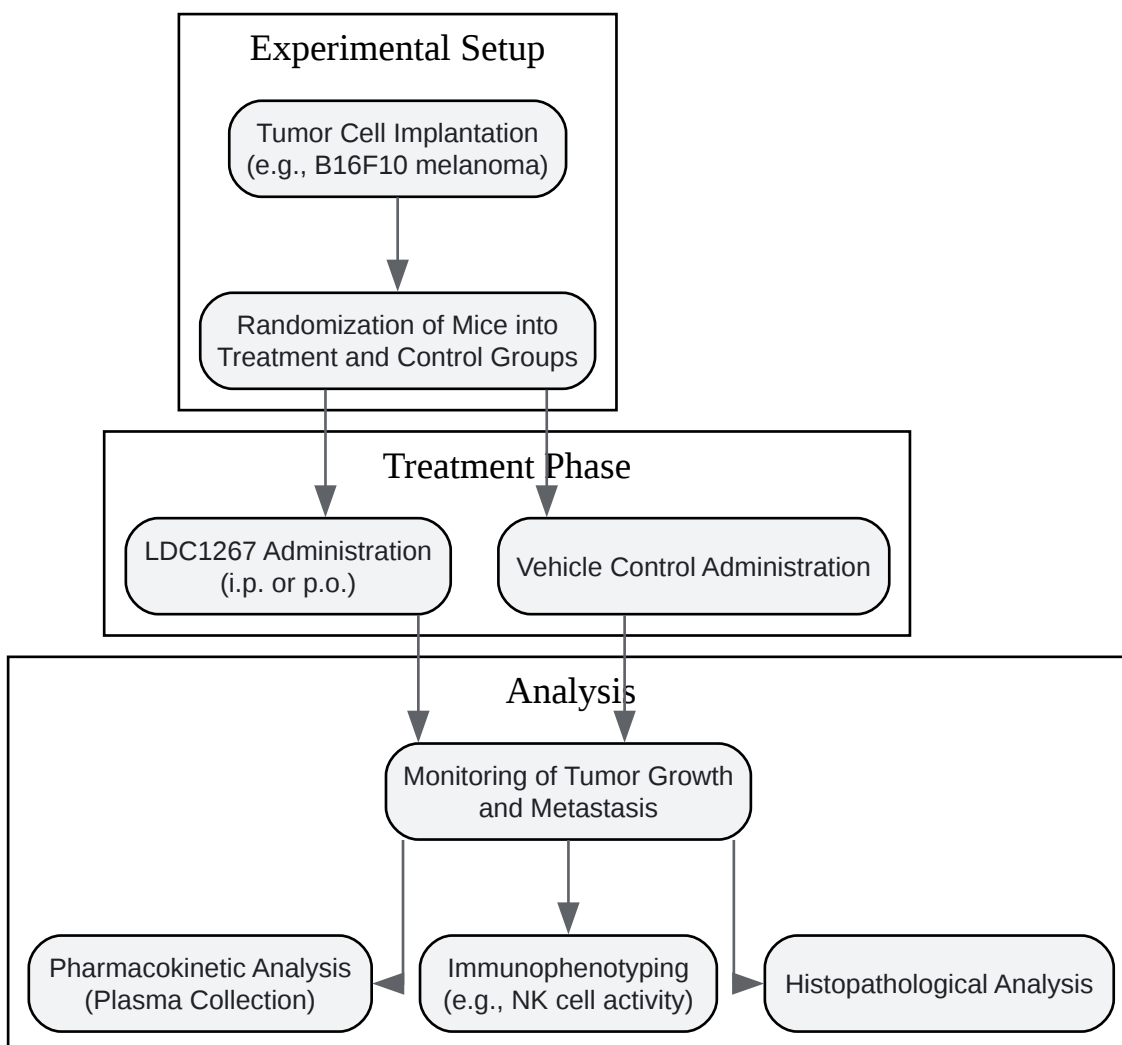 Experimental Setup
Tumor Cell Implantation
(e.g., B16F10 melanoma)
Randomization of Mice into
Treatment and Control Groups
Treatment Phase
LDC1267 Administration
(i.p. or p.o.)
Vehicle Control Administration
Analysis
Monitoring of Tumor Growth
and Metastasis
Pharmacokinetic Analysis
(Plasma Collection)
Immunophenotyping
(e.g., NK cell activity)
Histopathological Analysis